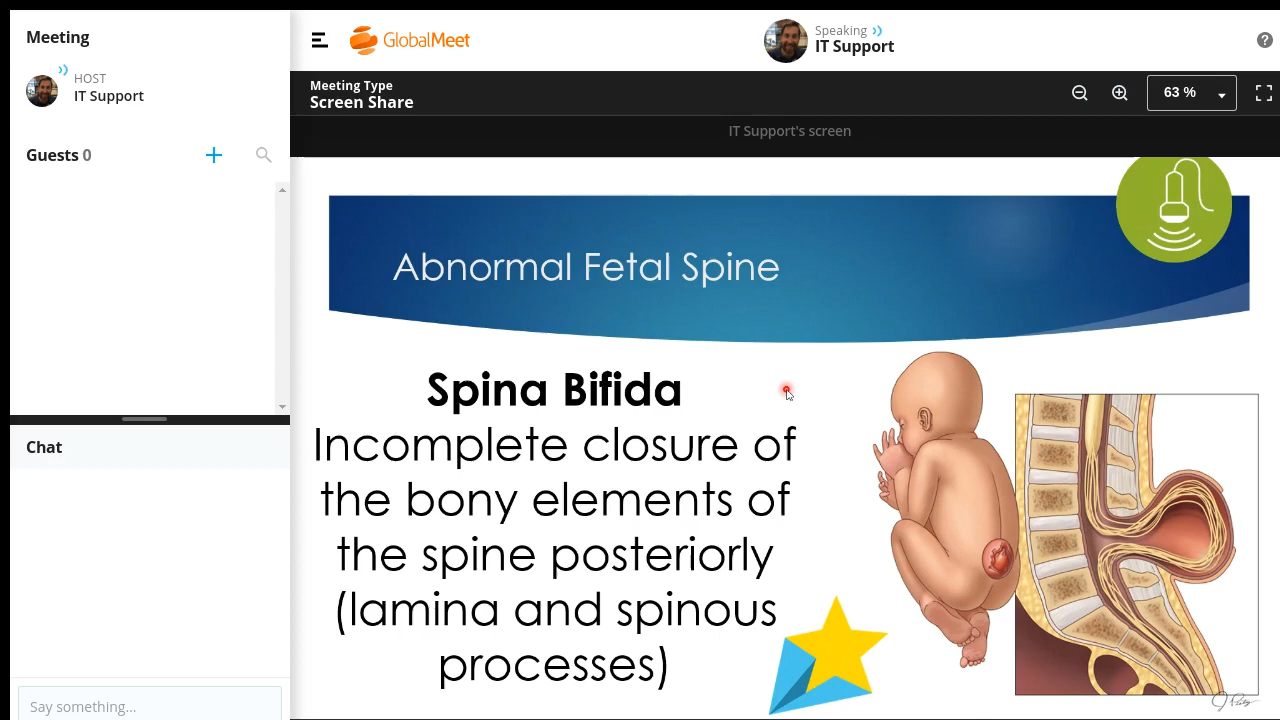 Meeting
HOST
IT Support
Guests 0
Chat
Say something...
GlobalMeet
Speaking
IT Support
Meeting Type
Screen Share
63 %
IT Support's screen
Abnormal Fetal Spine
Spina Bifida
Incomplete closure of
the bony elements of
the spine posteriorly
(lamina and spinous
processes)